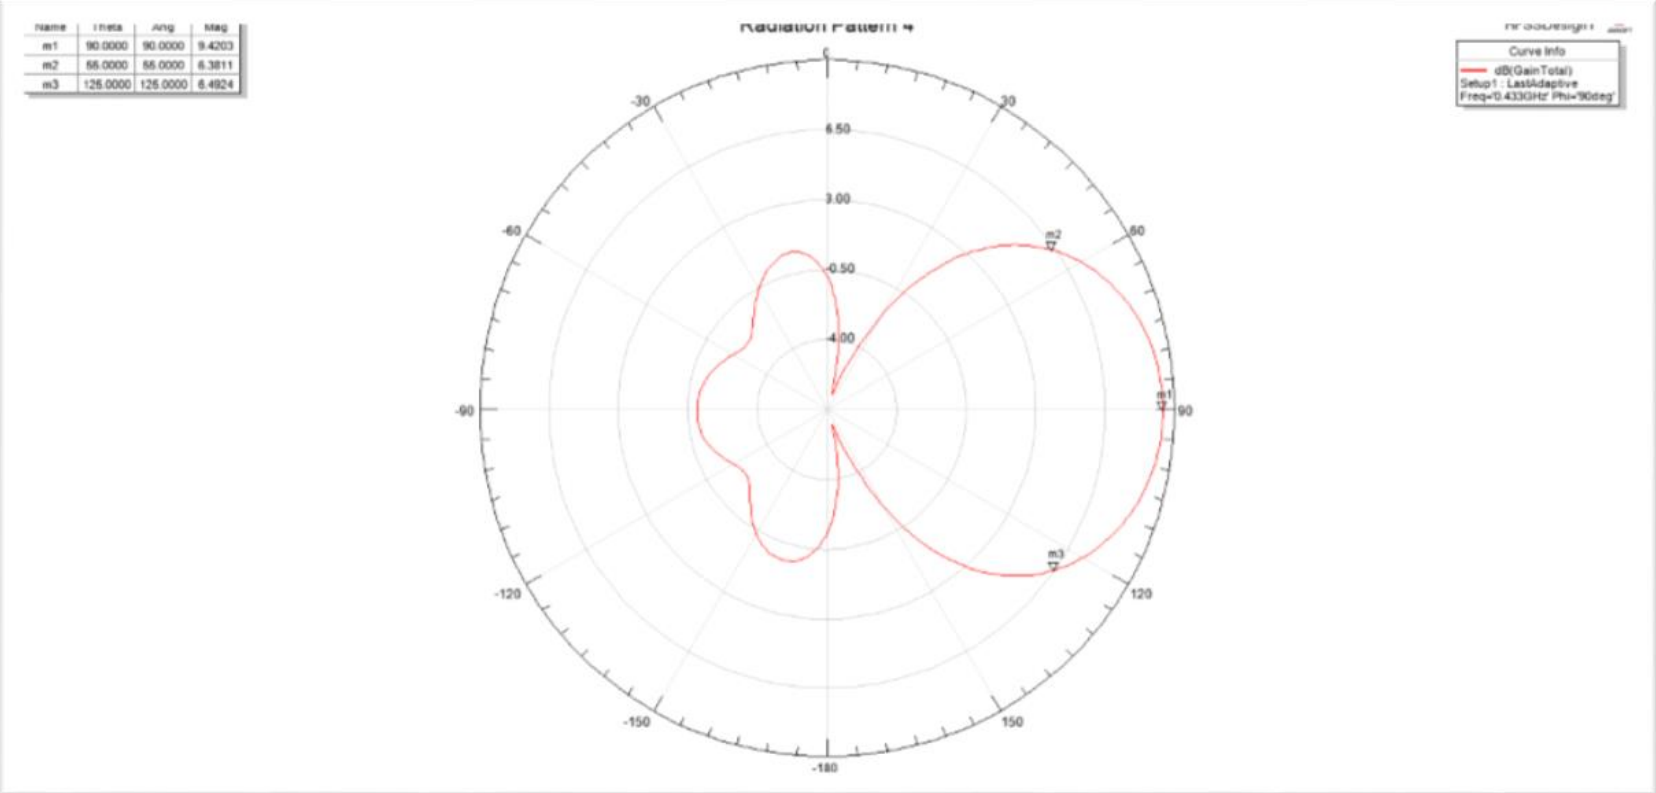 Name Theta Ang Mag
m1 90.0000 90.0000 9.4203
m2 55.0000 55.0000 6.3811
m3 125.0000 125.0000 6.4924
Radiation Pattern 4
HFSSDesign1
Curve Info
dB(GainTotal)
Setup1 : LastAdaptive
Freq='0.433GHz' Phi='90deg'
0
-30
30
6.50
3.00
-60
60
m2
-0.50
-4.00
m1
-90
90
m3
-120
120
-150
150
-180